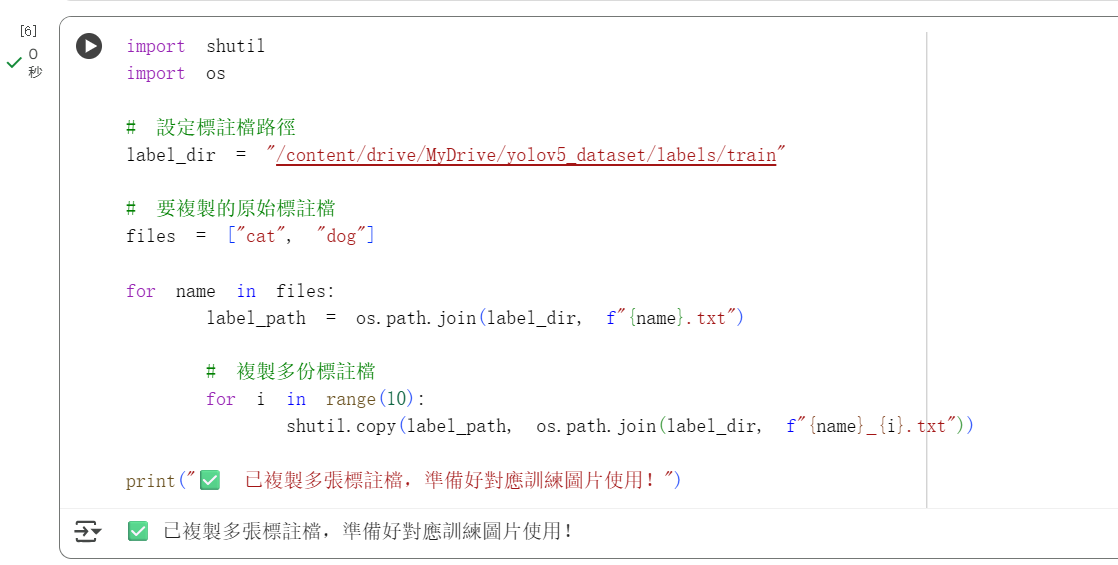 [6]
0
秒
import shutil
import os
# 設定標註檔路徑
label_dir = "/content/drive/MyDrive/yolov5_dataset/labels/train"
# 要複製的原始標註檔
files = ["cat", "dog"]
for name in files:
label_path = os.path.join(label_dir, f"{name}.txt")
# 複製多份標註檔
for i in range(10):
shutil.copy(label_path, os.path.join(label_dir, f"{name}_{i}.txt"))
print("✅ 已複製多張標註檔，準備好對應訓練圖片使用！")
✅ 已複製多張標註檔，準備好對應訓練圖片使用！